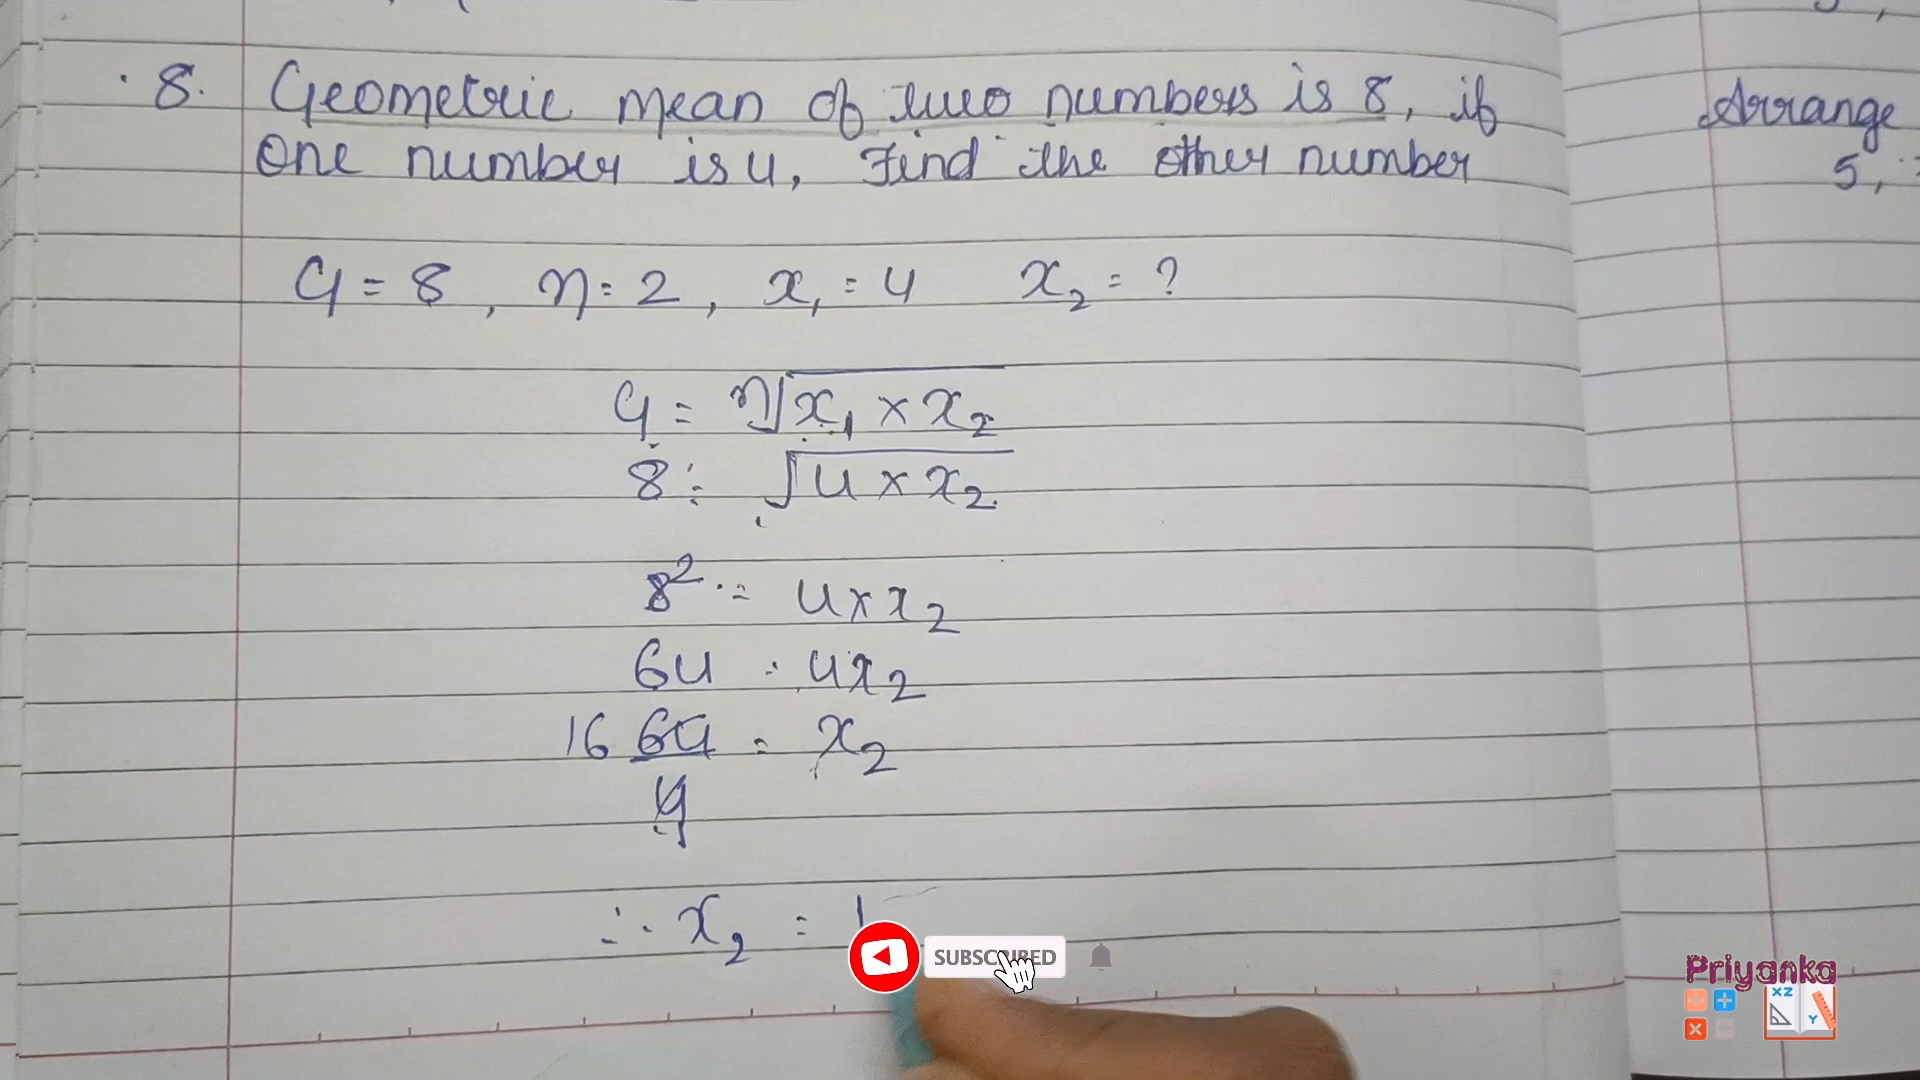 8. Geometric mean of two numbers is 8, if
one number is 4, Find the other number
G = 8, n = 2, x₁ = 4 x₂ = ?
G = ⁿ√x₁ × x₂
8 = √4 × x₂
8² = 4 × x₂
64 = 4x₂
16 64 = x₂
4
∴ x₂ = 1
SUBSCRIBED
Arrange
5,
Priyanka
XZ
Y